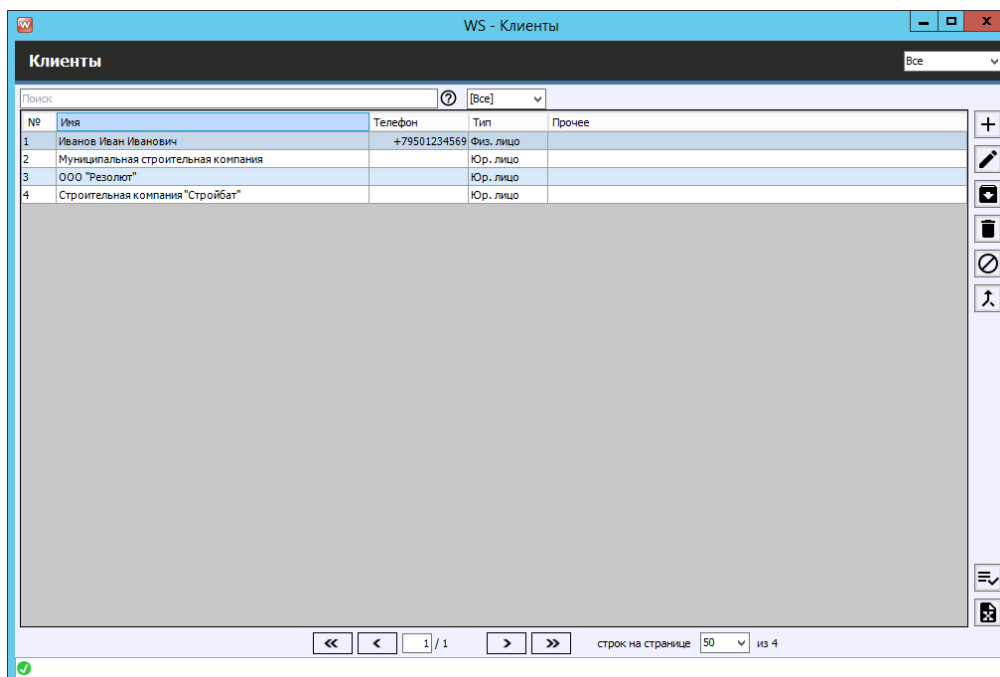 WS - Клиенты
Клиенты Все
Поиск [Все]
№ Имя Телефон Тип Прочее
1 Иванов Иван Иванович +79501234569 Физ. лицо
2 Муниципальная строительная компания Юр. лицо
3 ООО "Резолют" Юр. лицо
4 Строительная компания "Стройбат" Юр. лицо
1 / 1 строк на странице 50 из 4